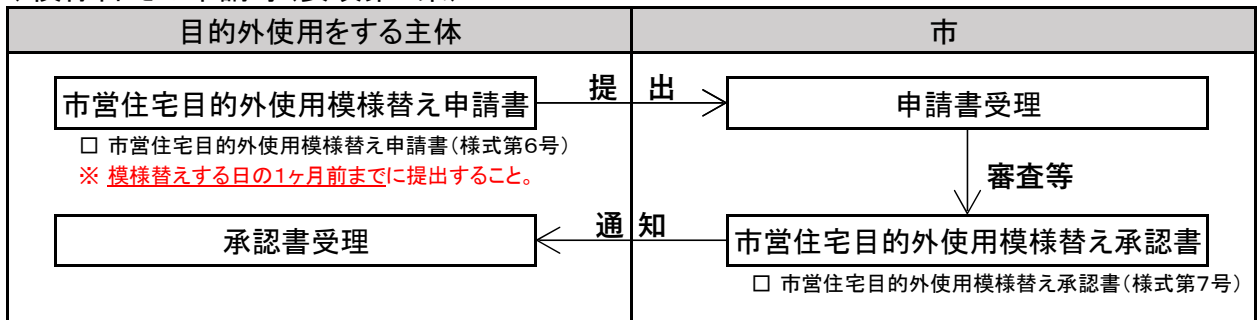 目的外使用をする主体
市
市営住宅目的外使用模様替え申請書
提 出
申請書受理
□ 市営住宅目的外使用模様替え申請書(様式第6号)
※ 模様替えする日の1ヶ月前までに提出すること。
審査等
承認書受理
通 知
市営住宅目的外使用模様替え承認書
□ 市営住宅目的外使用模様替え承認書(様式第7号)